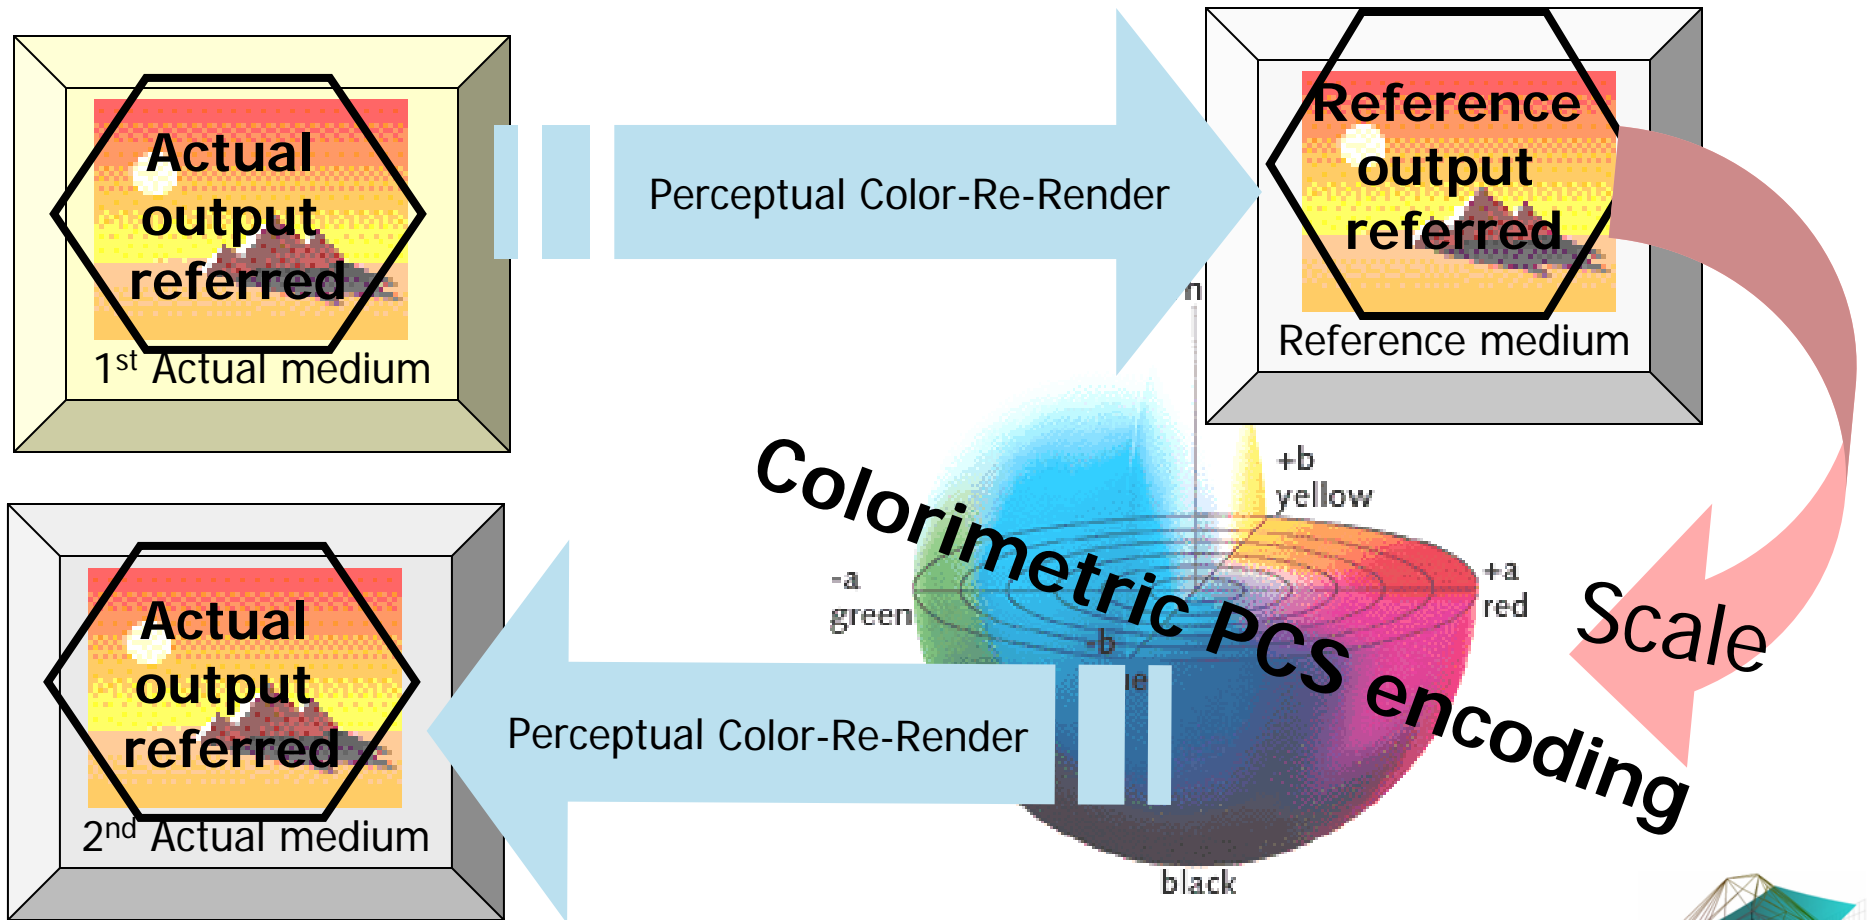 Actual
output
referred
1st Actual medium
Perceptual Color-Re-Render
Reference
output
referred
Reference medium
+b
yellow
-a
green
+a
red
-b
Colorimetric PCS encoding
Scale
black
Perceptual Color-Re-Render
Actual
output
referred
2nd Actual medium